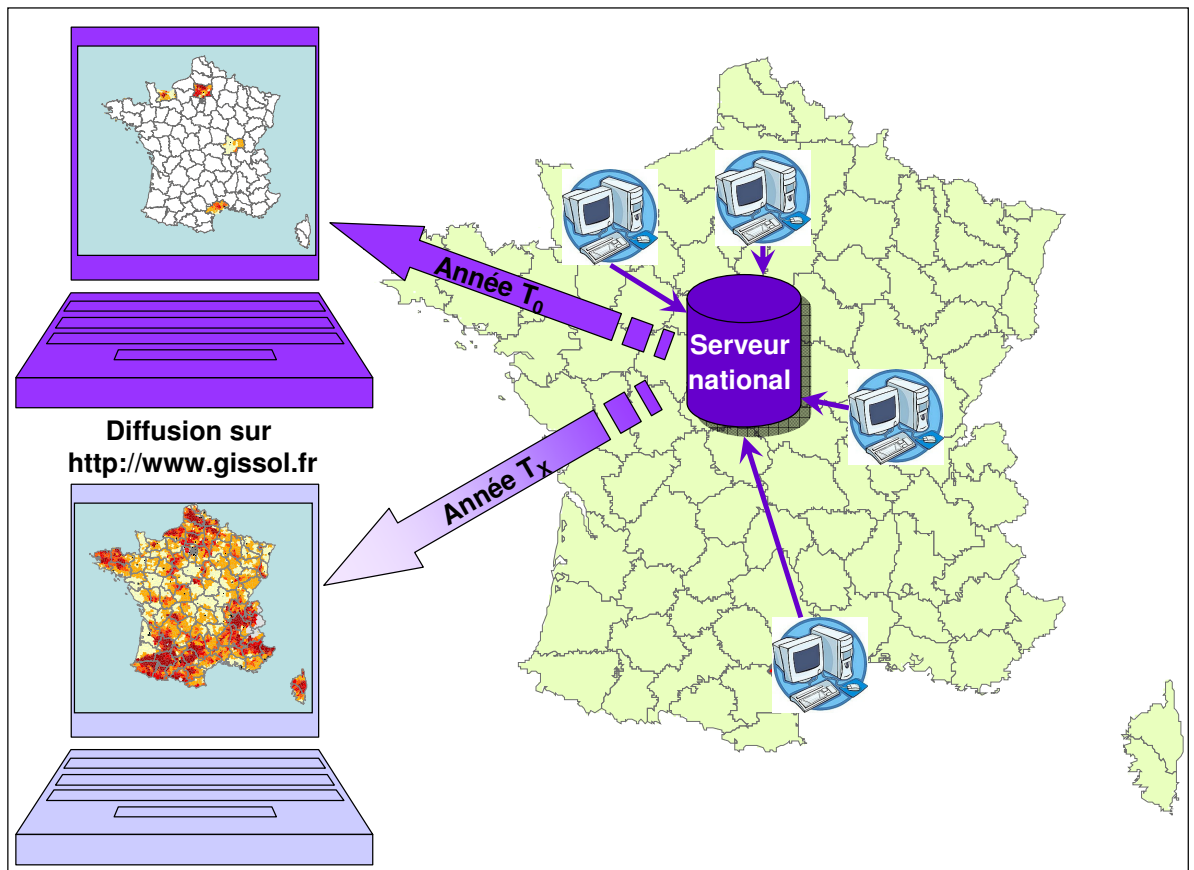 Année T0
Serveur
national
Diffusion sur
http://www.gissol.fr
Année TX